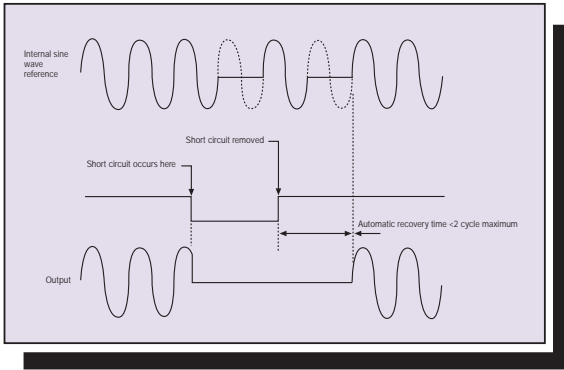 Internal sine
wave
reference
Short circuit removed
Short circuit occurs here
Automatic recovery time <2 cycle maximum
Output